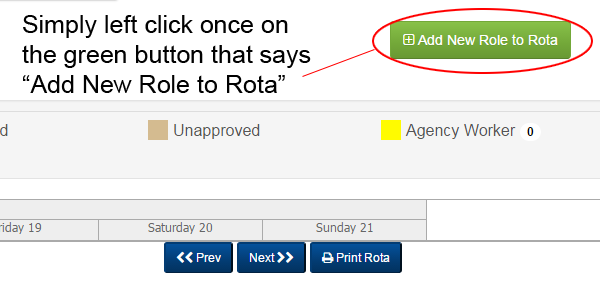 Simply left click once on
the green button that says
“Add New Role to Rota”
Add New Role to Rota
d Unapproved Agency Worker 0
riday 19 Saturday 20 Sunday 21
Prev Next Print Rota